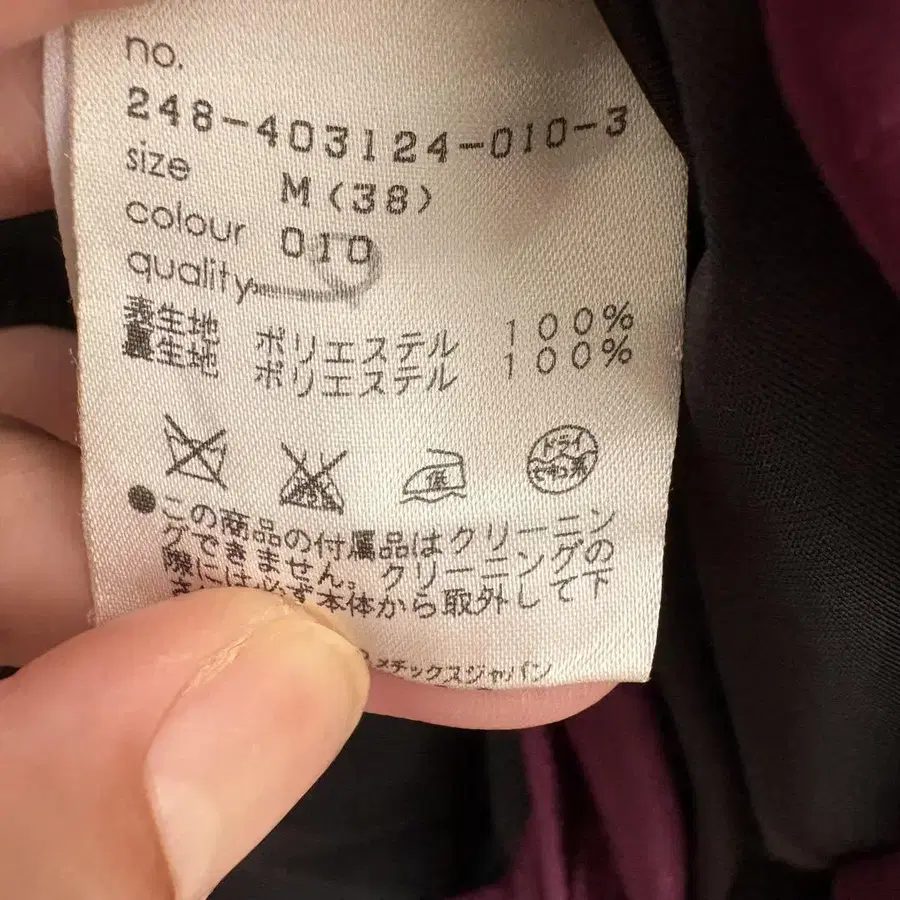 no.
248-403124-010-3
size M(38)
colour 010
quality
表生地 ポリエステル 100%
裏生地 ポリエステル 100%
低
ドライ
セキユ系
●この商品の付属品はクリーニン
グできません。クリーニングの
際には必ず本体から取外して下
メチックスジャパン